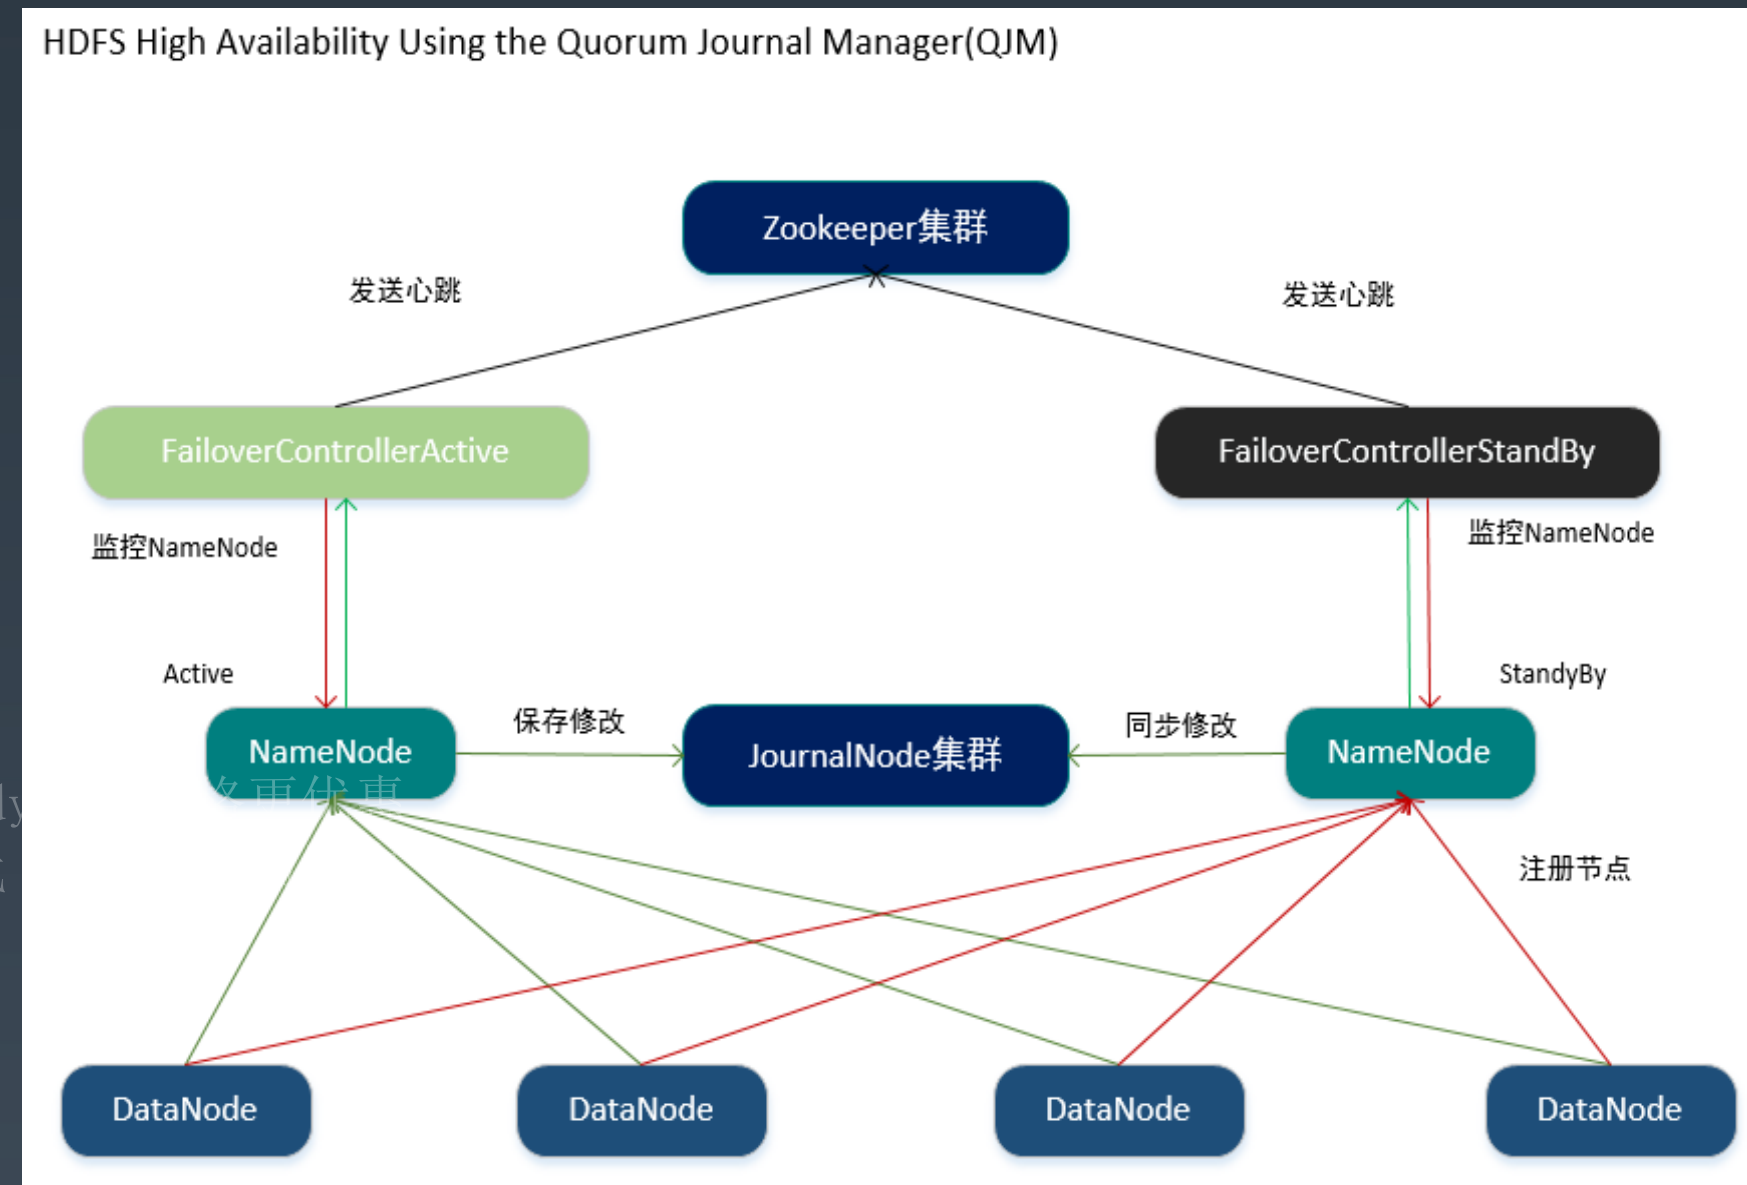 HDFS High Availability Using the Quorum Journal Manager(QJM)
Zookeeper集群
发送心跳
发送心跳
FailoverControllerActive
FailoverControllerStandBy
监控NameNode
监控NameNode
Active
StandyBy
NameNode
保存修改
JournalNode集群
同步修改
NameNode
更优惠
注册节点
DataNode
DataNode
DataNode
DataNode